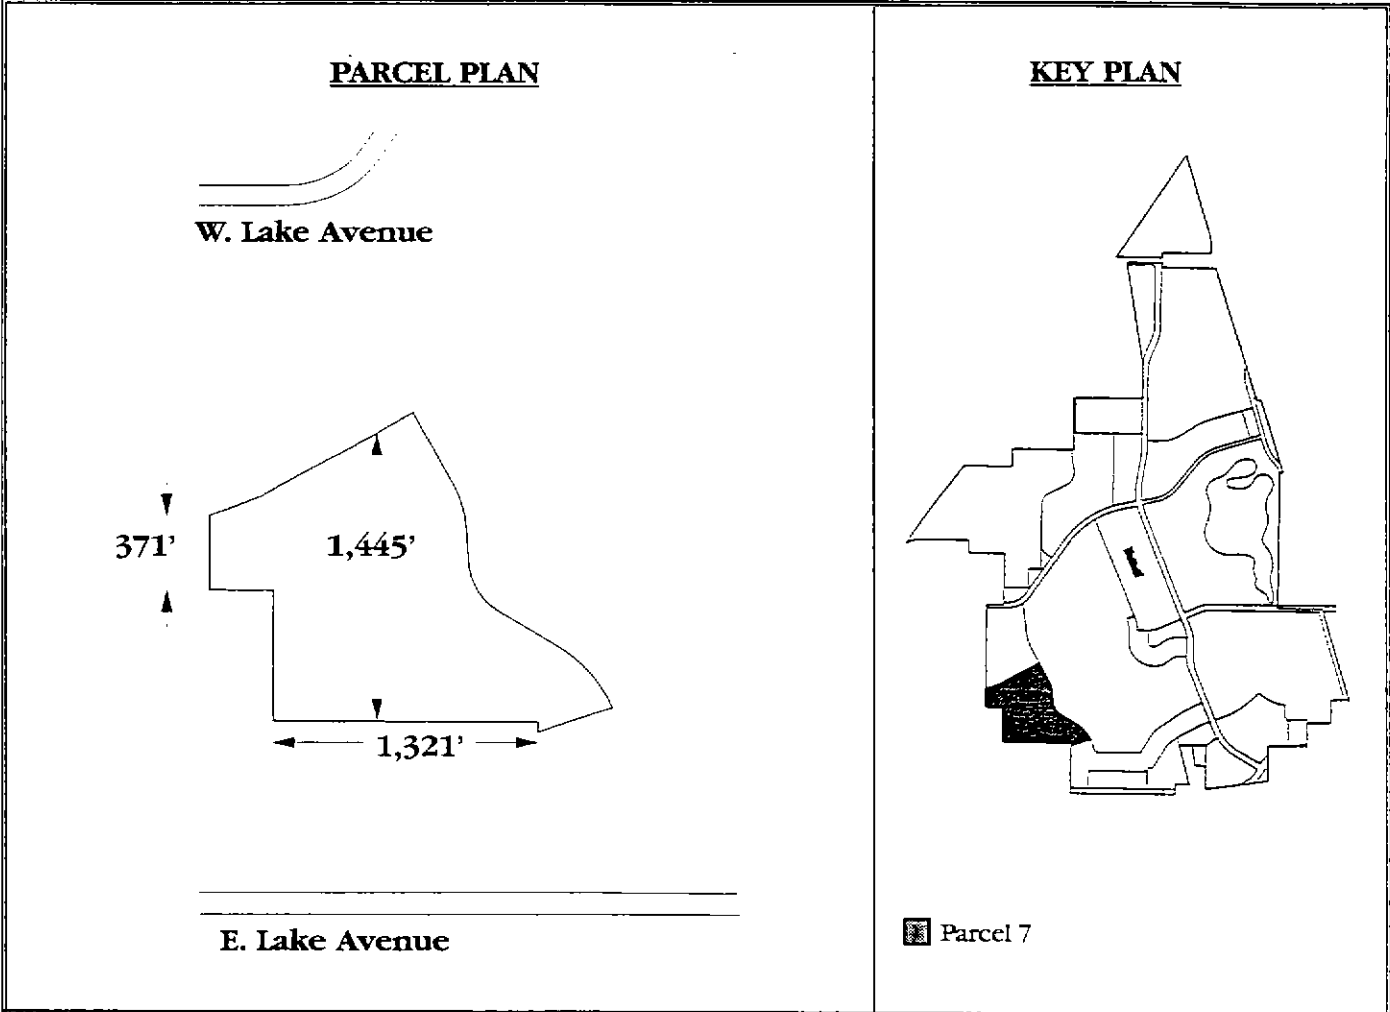 PARCEL PLAN
W. Lake Avenue
371'
1,445'
1,321'
E. Lake Avenue
KEY PLAN
Parcel 7